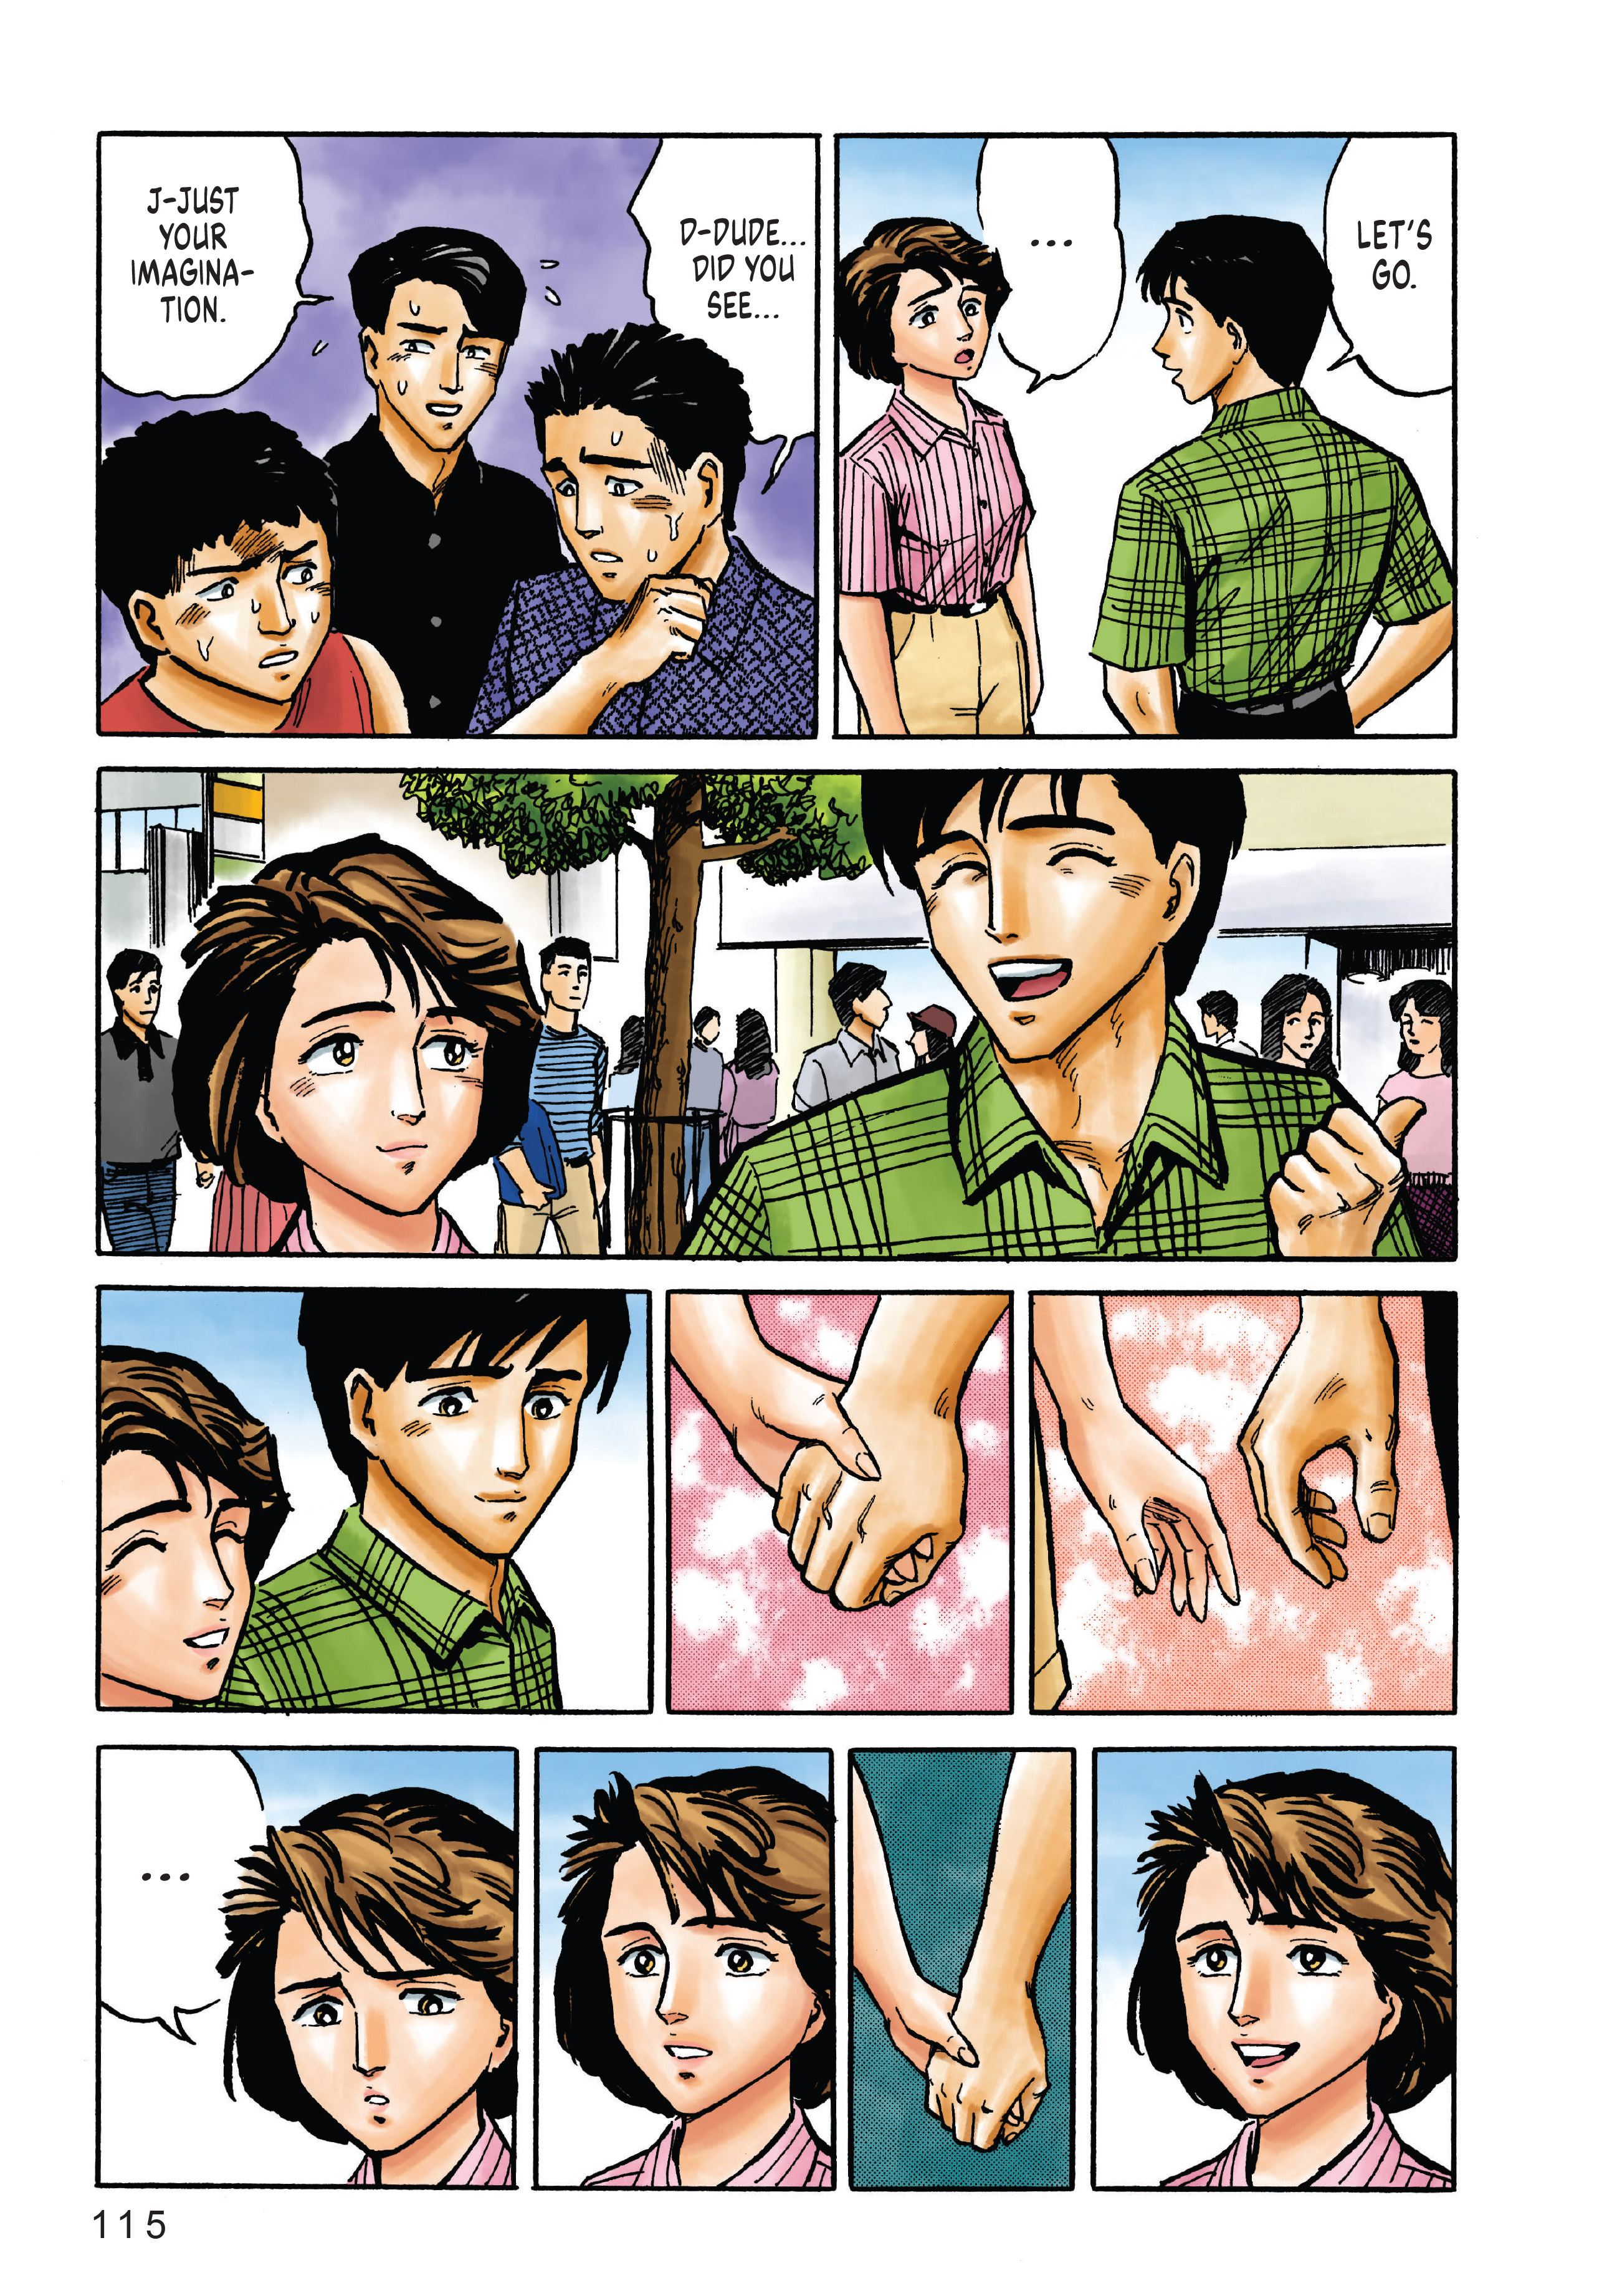 LET'S
GO.
...
D-DUDE...
DID YOU
SEE...
J-JUST
YOUR
IMAGINA-
TION.
...
115